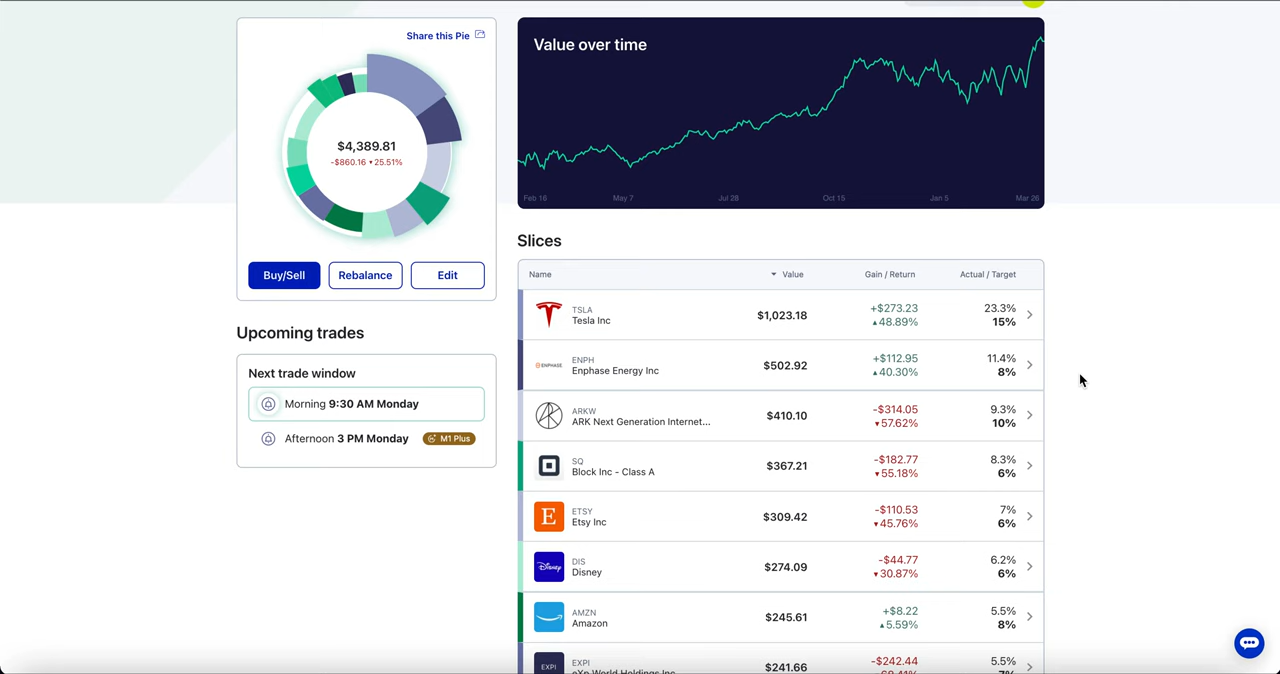 Share this Pie
$4,389.81
-$860.16 ▾ 25.51%
Buy/Sell
Rebalance
Edit
Upcoming trades
Next trade window
Morning 9:30 AM Monday
Afternoon 3 PM Monday
M1 Plus
Value over time
Feb 16 May 7 Jul 28 Oct 15 Jan 5 Mar 26
Slices
Name ▾ Value Gain / Return Actual / Target
TSLA
Tesla Inc
$1,023.18
+$273.23
▴48.89%
23.3%
15%
ENPHASE
ENPH
Enphase Energy Inc
$502.92
+$112.95
▴40.30%
11.4%
8%
ARKW
ARK Next Generation Internet...
$410.10
-$314.05
▾57.62%
9.3%
10%
SQ
Block Inc - Class A
$367.21
-$182.77
▾55.18%
8.3%
6%
E
ETSY
Etsy Inc
$309.42
-$110.53
▾45.76%
7%
6%
Disney
DIS
Disney
$274.09
-$44.77
▾30.87%
6.2%
6%
AMZN
Amazon
$245.61
+$8.22
▴5.59%
5.5%
8%
EXPI
EXPI
eXp World Holdings Inc
$241.66
-$242.44
5.5%